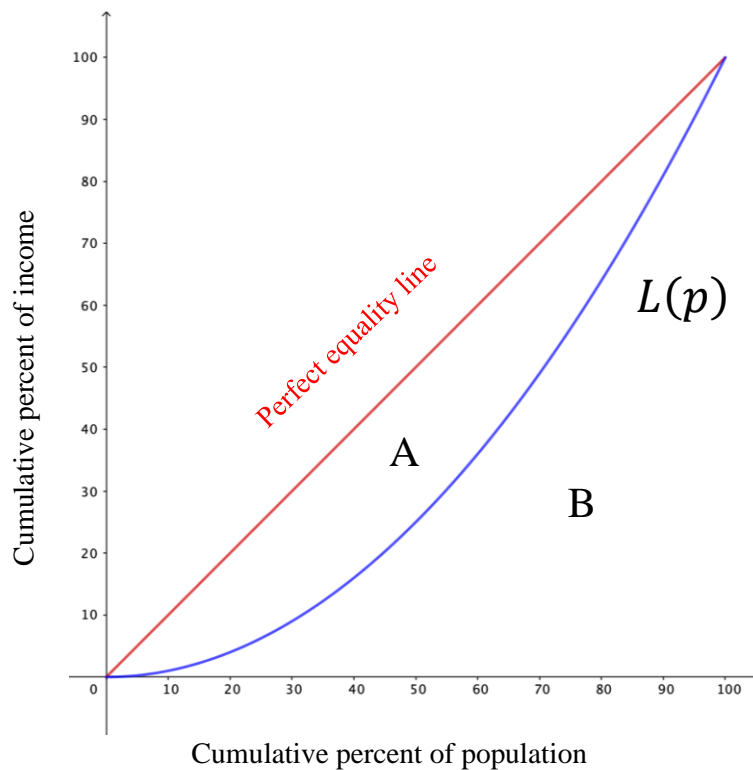 100
90
80
70
60
50
40
30
20
10
0
10 20 30 40 50 60 70 80 90 100
Cumulative percent of income
Perfect equality line
L(p)
A
B
Cumulative percent of population